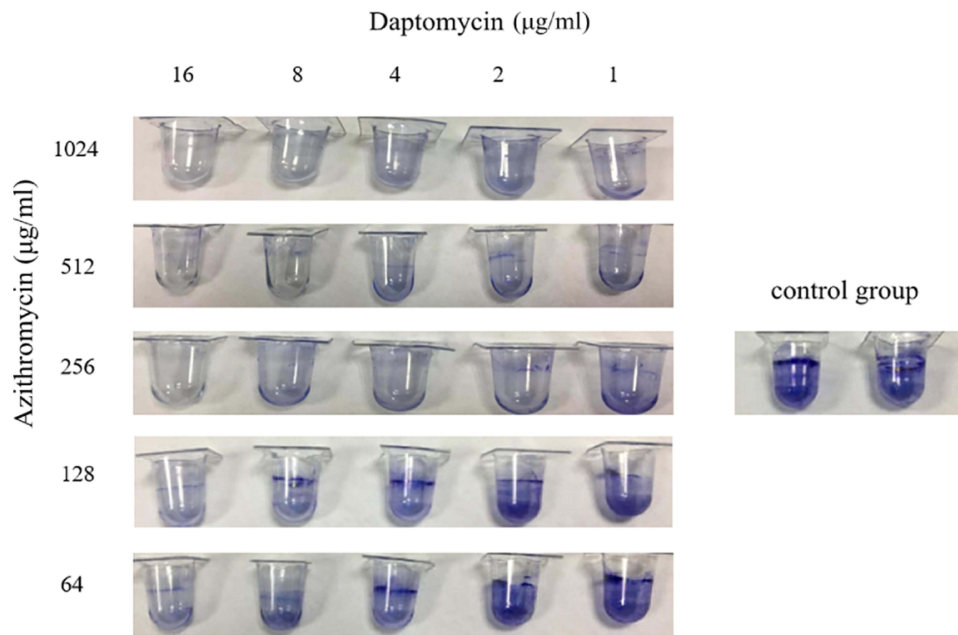 Daptomycin (μg/ml)
16 8 4 2 1
Azithromycin (μg/ml)
1024
512
256
128
64
control group